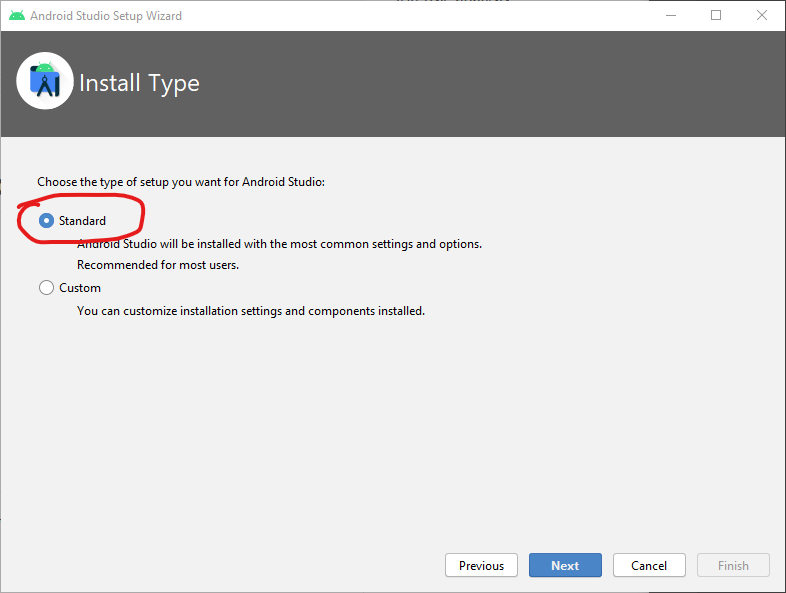 Android Studio Setup Wizard
Install Type
Choose the type of setup you want for Android Studio:
Standard
Android Studio will be installed with the most common settings and options.
Recommended for most users.
Custom
You can customize installation settings and components installed.
Previous Next Cancel Finish